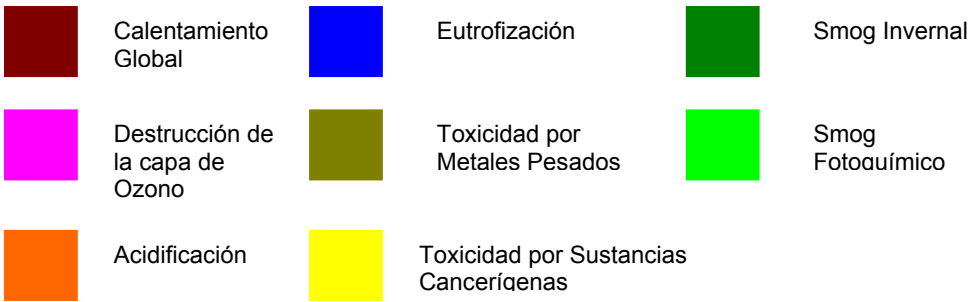 Calentamiento
Global
Eutrofización
Smog Invernal
Destrucción de
la capa de
Ozono
Toxicidad por
Metales Pesados
Smog
Fotoquímico
Acidificación
Toxicidad por Sustancias
Cancerígenas